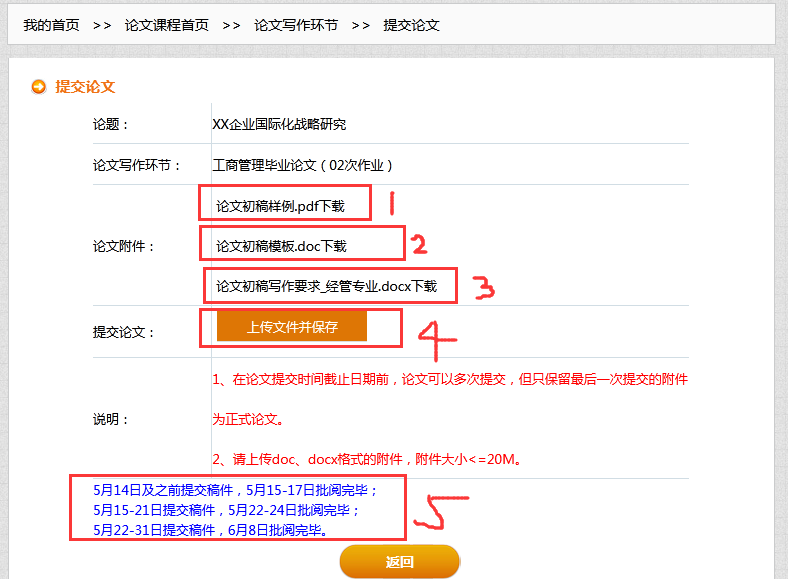 我的首页 >> 论文课程首页 >> 论文写作环节 >> 提交论文
提交论文
论题： XX企业国际化战略研究
论文写作环节： 工商管理毕业论文（02次作业）
论文初稿样例.pdf下载 1
论文附件： 论文初稿模板.doc下载 2
论文初稿写作要求_经管专业.docx下载 3
提交论文： 上传文件并保存 4
1、在论文提交时间截止日期前，论文可以多次提交，但只保留最后一次提交的附件
说明： 为正式论文。
2、请上传doc、docx格式的附件，附件大小<=20M。
5月14日及之前提交稿件，5月15-17日批阅完毕；
5月15-21日提交稿件，5月22-24日批阅完毕； 5
5月22-31日提交稿件，6月8日批阅完毕。
返回